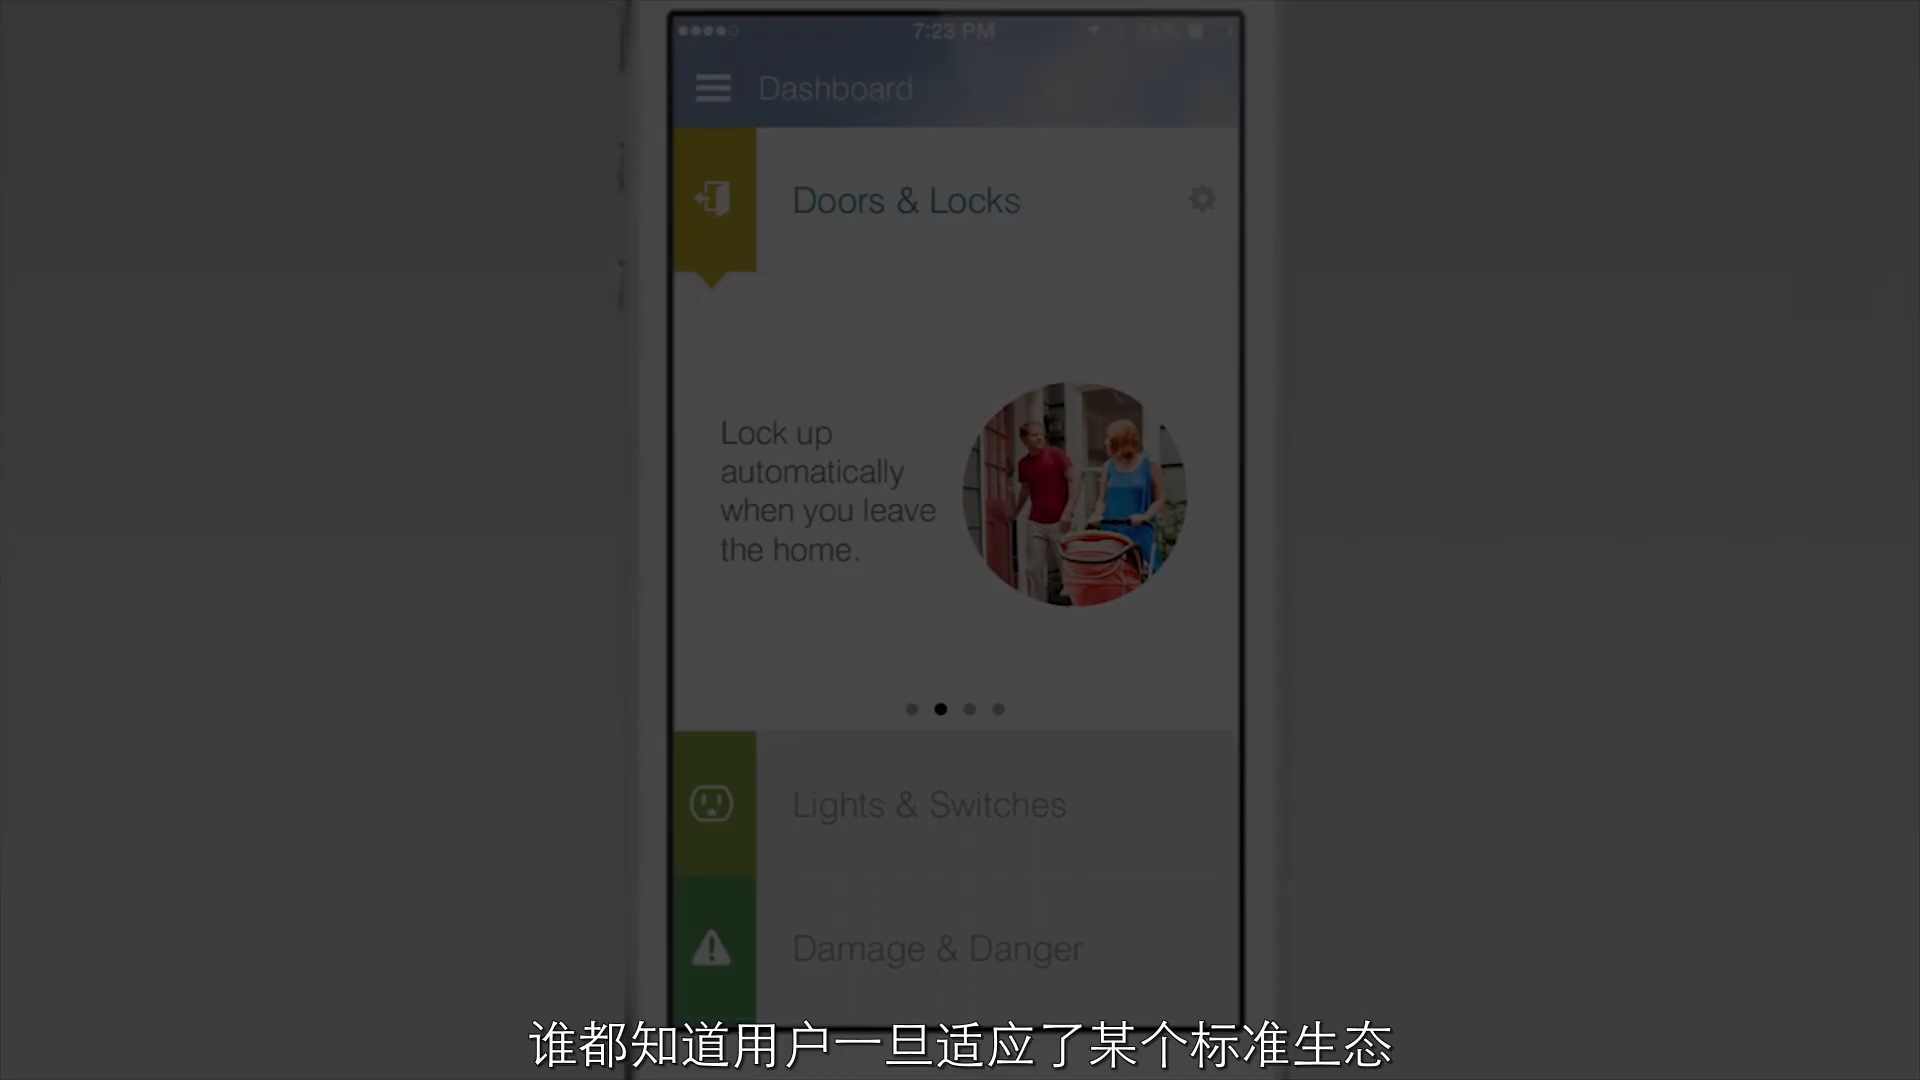 7:23 PM 35%
Dashboard
Doors & Locks
Lock up
automatically
when you leave
the home.
Lights & Switches
Damage & Danger
谁都知道用户一旦适应了某个标准生态